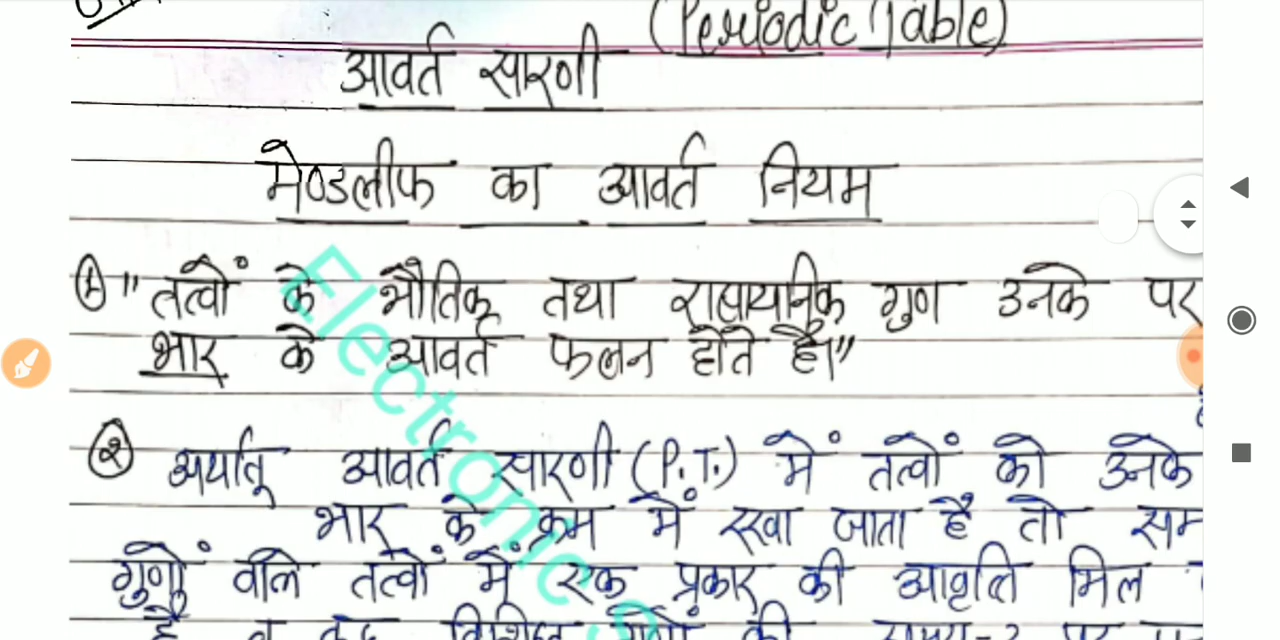 (Periodic Table)
आवर्त सारणी
मेण्डलीफ का आवर्त नियम
① " तत्वों के भौतिक तथा रासायनिक गुण उनके पर
भार के आवर्त फलन होते है।"
② अर्थात् आवर्त सारणी (P.T.) में तत्वों को उनके
भार के क्रम में रखा जाता है तो सम
गुणों वाले तत्वों में एक प्रकार की आवृति मिल
है व कुछ विशिष्ट गुणों की
Electronic